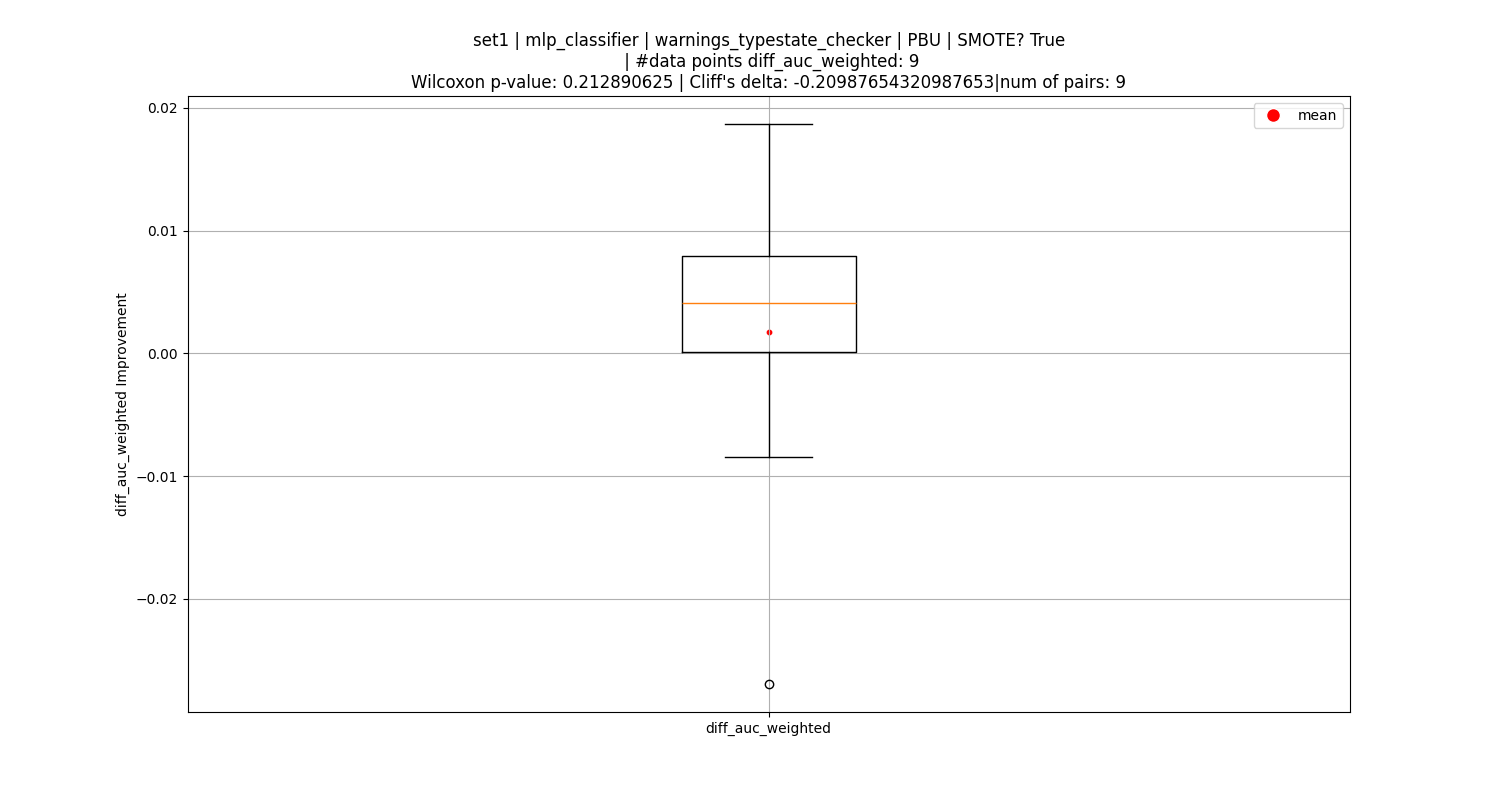 set1 | mlp_classifier | warnings_typestate_checker | PBU | SMOTE? True
| #data points diff_auc_weighted: 9
Wilcoxon p-value: 0.212890625 | Cliff's delta: -0.20987654320987653|num of pairs: 9
mean
0.02
0.01
0.00
−0.01
−0.02
diff_auc_weighted Improvement
diff_auc_weighted